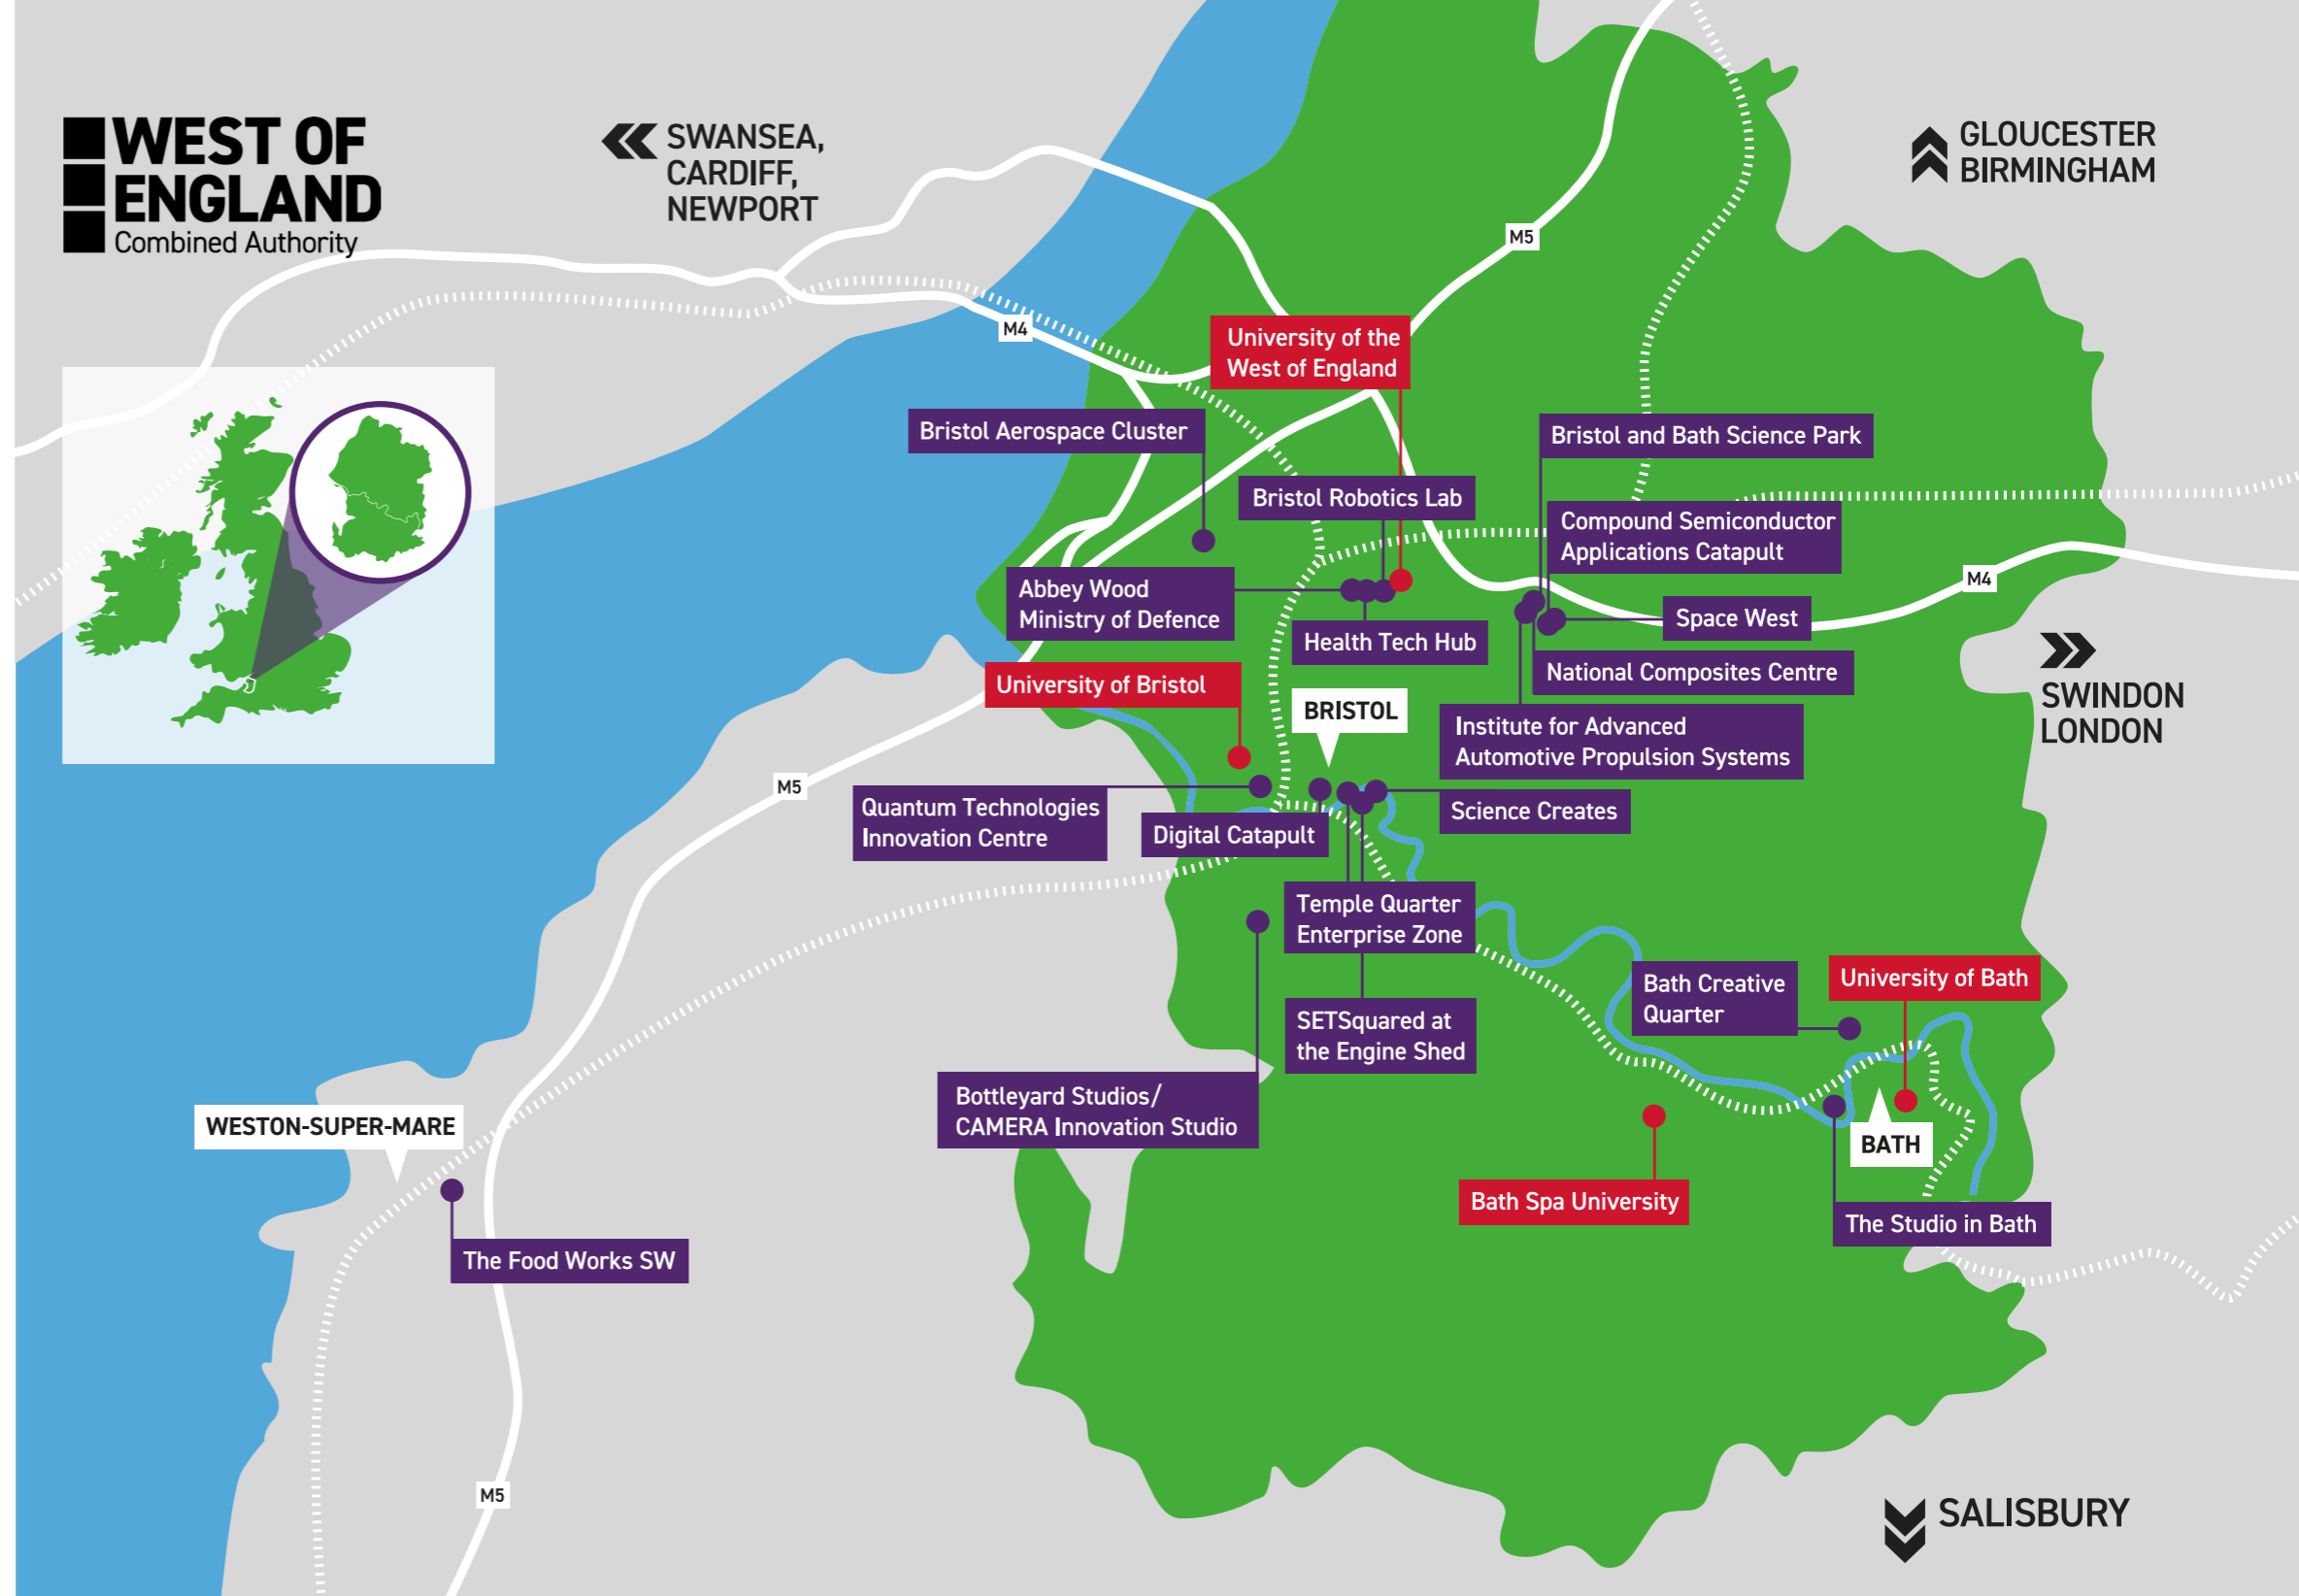 WEST OF
ENGLAND
Combined Authority
SWANSEA,
CARDIFF,
NEWPORT
GLOUCESTER
BIRMINGHAM
M5
M4
University of the
West of England
Bristol Aerospace Cluster
Bristol and Bath Science Park
Bristol Robotics Lab
Compound Semiconductor
Applications Catapult
M4
Abbey Wood
Ministry of Defence
Space West
Health Tech Hub
National Composites Centre
SWINDON
LONDON
University of Bristol
BRISTOL
Institute for Advanced
Automotive Propulsion Systems
M5
Quantum Technologies
Innovation Centre
Digital Catapult
Science Creates
Temple Quarter
Enterprise Zone
Bath Creative
Quarter
University of Bath
SETSquared at
the Engine Shed
Bottleyard Studios/
CAMERA Innovation Studio
WESTON-SUPER-MARE
BATH
Bath Spa University
The Studio in Bath
The Food Works SW
M5
SALISBURY